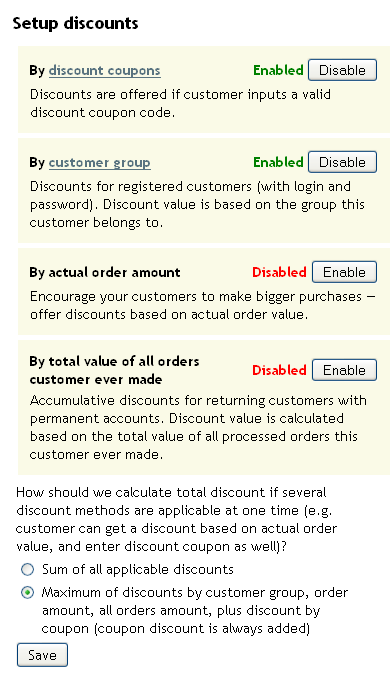 Setup discounts
By discount coupons Enabled Disable
Discounts are offered if customer inputs a valid
discount coupon code.
By customer group Enabled Disable
Discounts for registered customers (with login and
password). Discount value is based on the group this
customer belongs to.
By actual order amount Disabled Enable
Encourage your customers to make bigger purchases —
offer discounts based on actual order value.
By total value of all orders
customer ever made Disabled Enable
Accumulative discounts for returning customers with
permanent accounts. Discount value is calculated
based on the total value of all processed orders this
customer ever made.
How should we calculate total discount if several
discount methods are applicable at one time (e.g.
customer can get a discount based on actual order
value, and enter discount coupon as well)?
Sum of all applicable discounts
Maximum of discounts by customer group, order
amount, all orders amount, plus discount by
coupon (coupon discount is always added)
Save